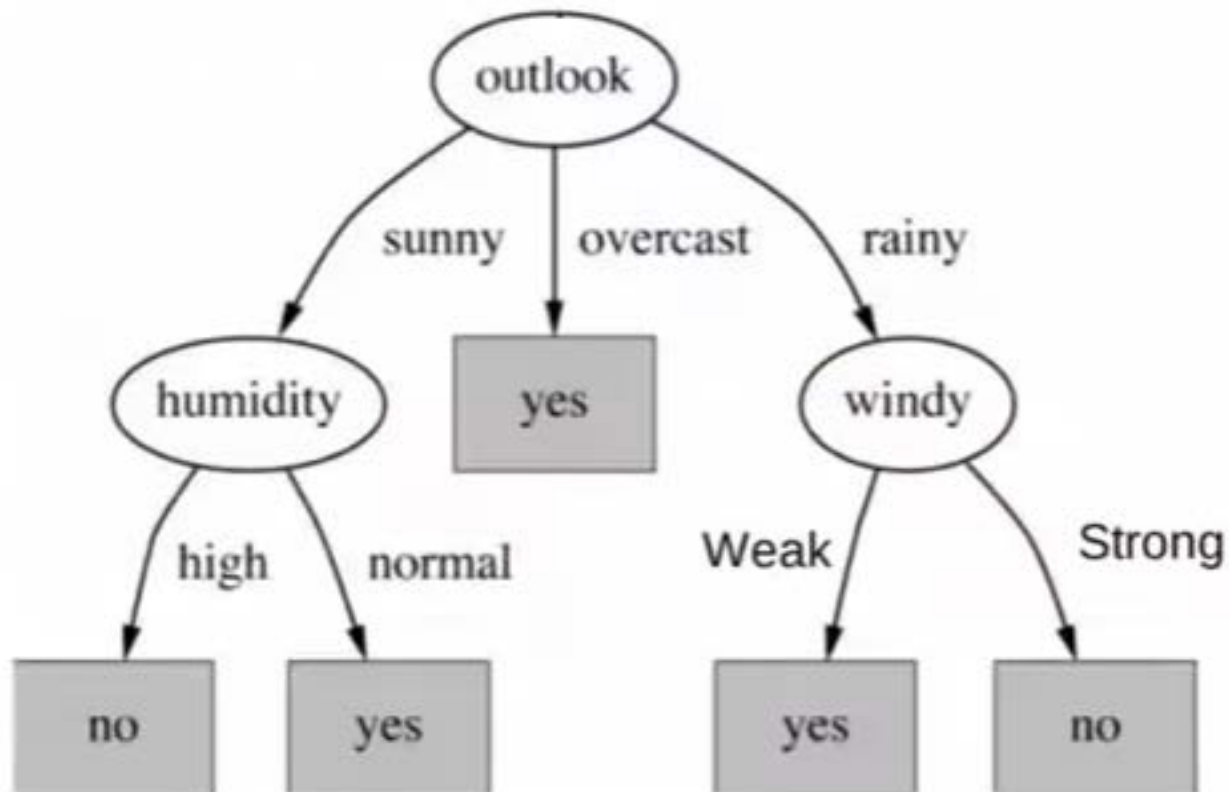 outlook
sunny overcast rainy
humidity yes windy
high normal Weak Strong
no yes yes no